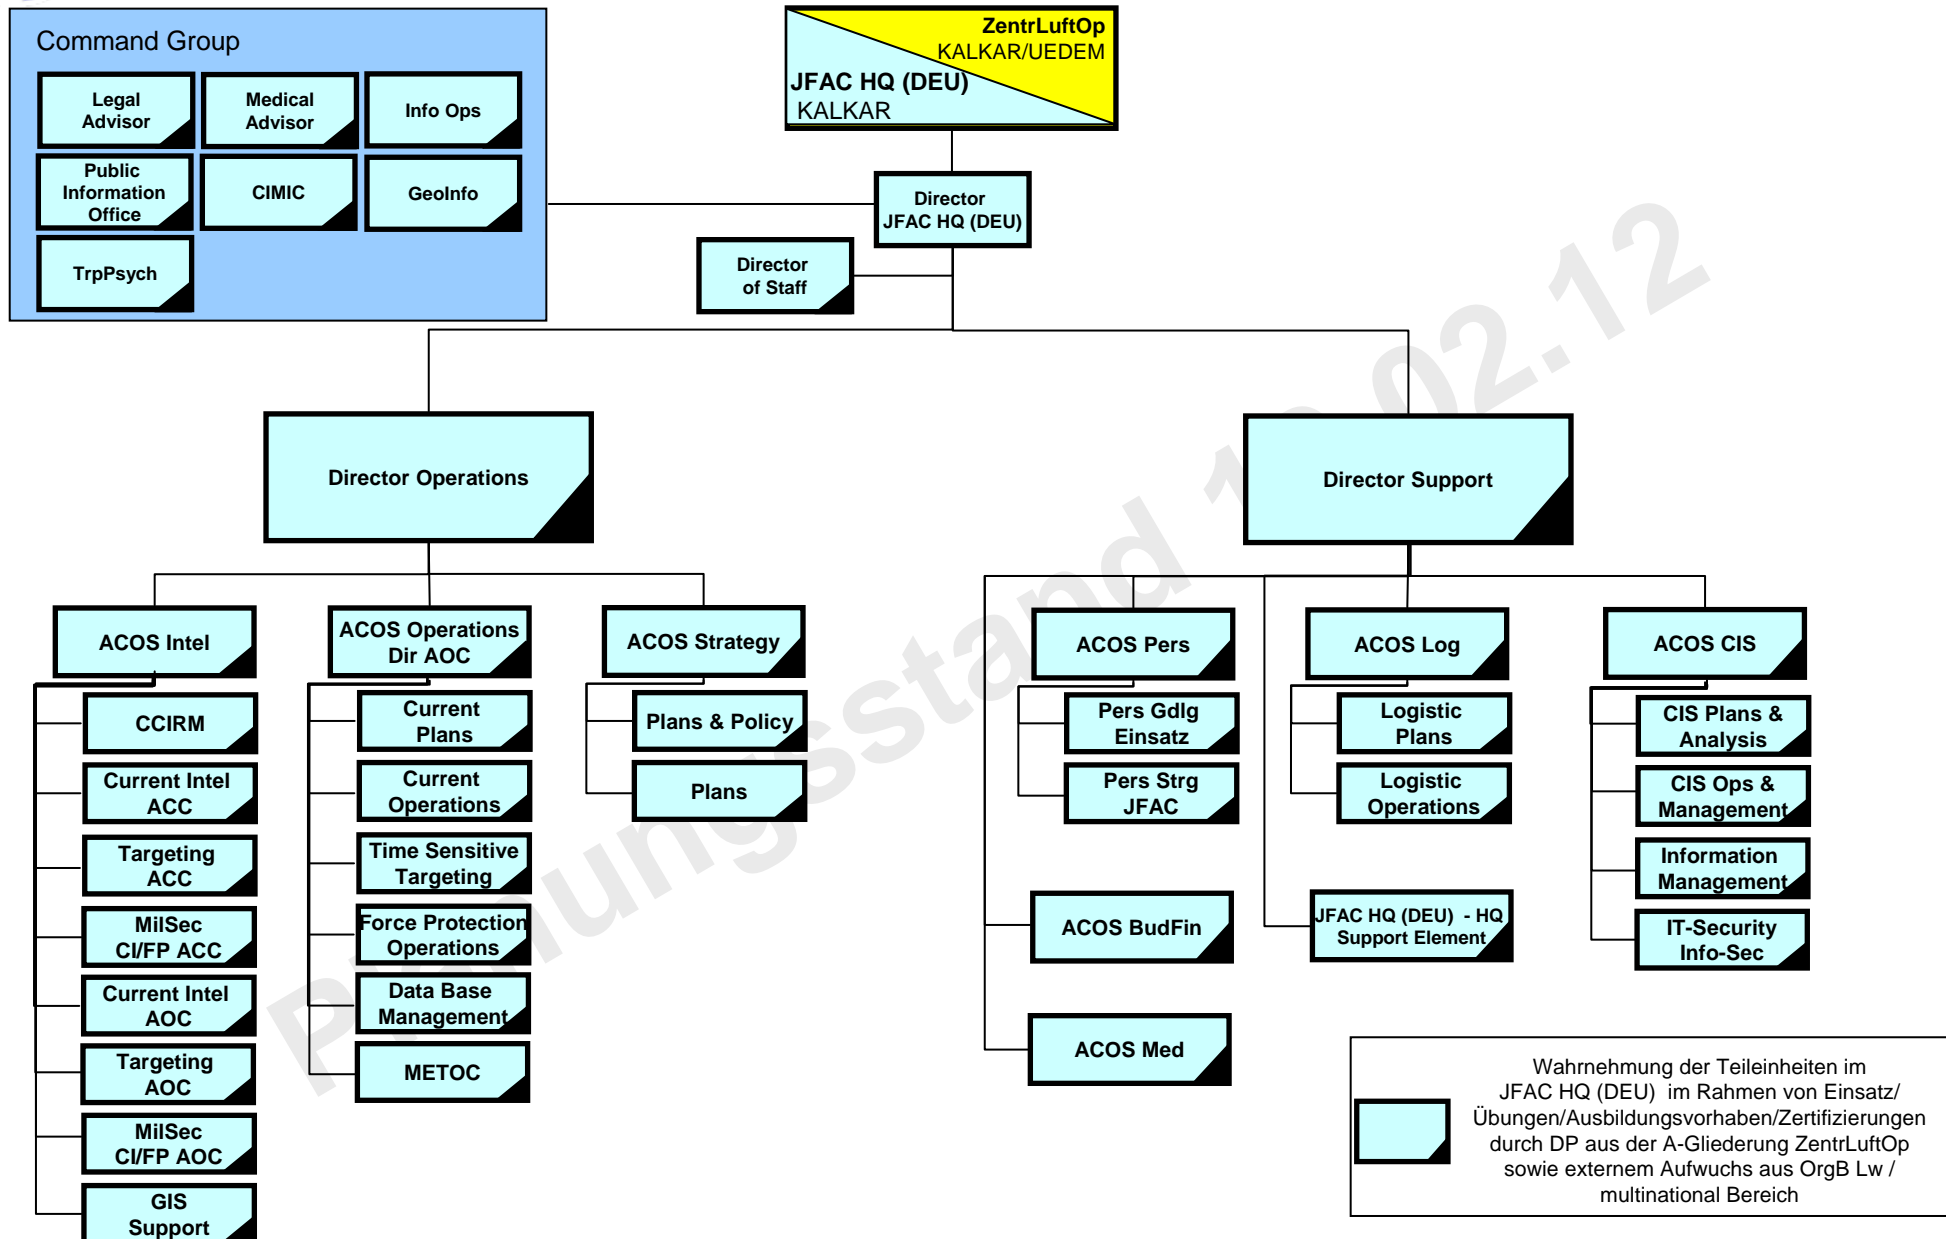 Command Group
Legal
Advisor
Medical
Advisor
Info Ops
Public
Information
Office
CIMIC
GeoInfo
TrpPsych
ZentrLuftOp
KALKAR/UEDEM
JFAC HQ (DEU)
KALKAR
Director
JFAC HQ (DEU)
Director
of Staff
Director Operations
Director Support
ACOS Intel
CCIRM
Current Intel
ACC
Targeting
ACC
MilSec
CI/FP ACC
Current Intel
AOC
Targeting
AOC
MilSec
CI/FP AOC
GIS
Support
ACOS Operations
Dir AOC
Current
Plans
Current
Operations
Time Sensitive
Targeting
Force Protection
Operations
Data Base
Management
METOC
ACOS Strategy
Plans & Policy
Plans
ACOS Pers
Pers Gdlg
Einsatz
Pers Strg
JFAC
ACOS BudFin
ACOS Med
ACOS Log
Logistic
Plans
Logistic
Operations
JFAC HQ (DEU) - HQ
Support Element
ACOS CIS
CIS Plans &
Analysis
CIS Ops &
Management
Information
Management
IT-Security
Info-Sec
Wahrnehmung der Teileinheiten im
JFAC HQ (DEU) im Rahmen von Einsatz/
Übungen/Ausbildungsvorhaben/Zertifizierungen
durch DP aus der A-Gliederung ZentrLuftOp
sowie externem Aufwuchs aus OrgB Lw /
multinational Bereich
Planungsstand